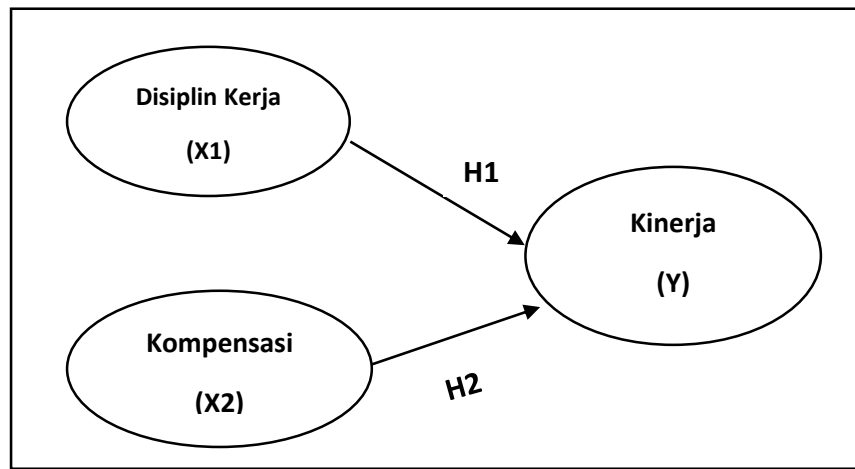 Disiplin Kerja
(X1)
H1
Kinerja
(Y)
Kompensasi
(X2)
H2